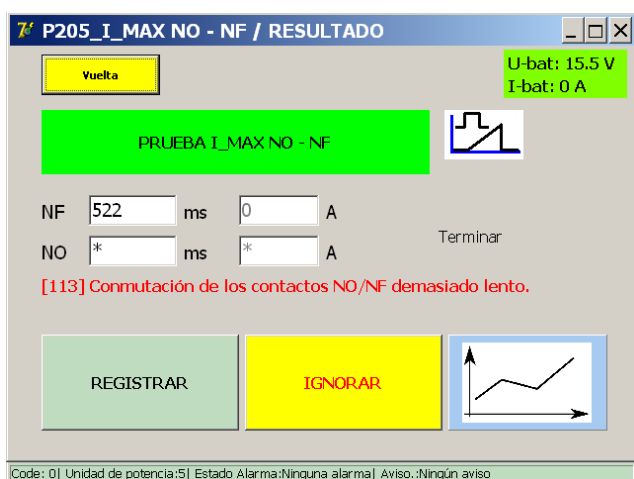 P205_I_MAX NO - NF / RESULTADO
Vuelta
U-bat: 15.5 V
I-bat: 0 A
PRUEBA I_MAX NO - NF
NF 522 ms 0 A
NO * ms * A
Terminar
[113] Conmutación de los contactos NO/NF demasiado lento.
REGISTRAR
IGNORAR
Code: 0| Unidad de potencia:5| Estado Alarma:Ninguna alarma| Aviso.:Ningún aviso